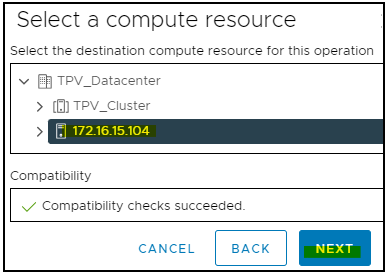 Select a compute resource
Select the destination compute resource for this operation
TPV_Datacenter
TPV_Cluster
172.16.15.104
Compatibility
Compatibility checks succeeded.
CANCEL BACK NEXT